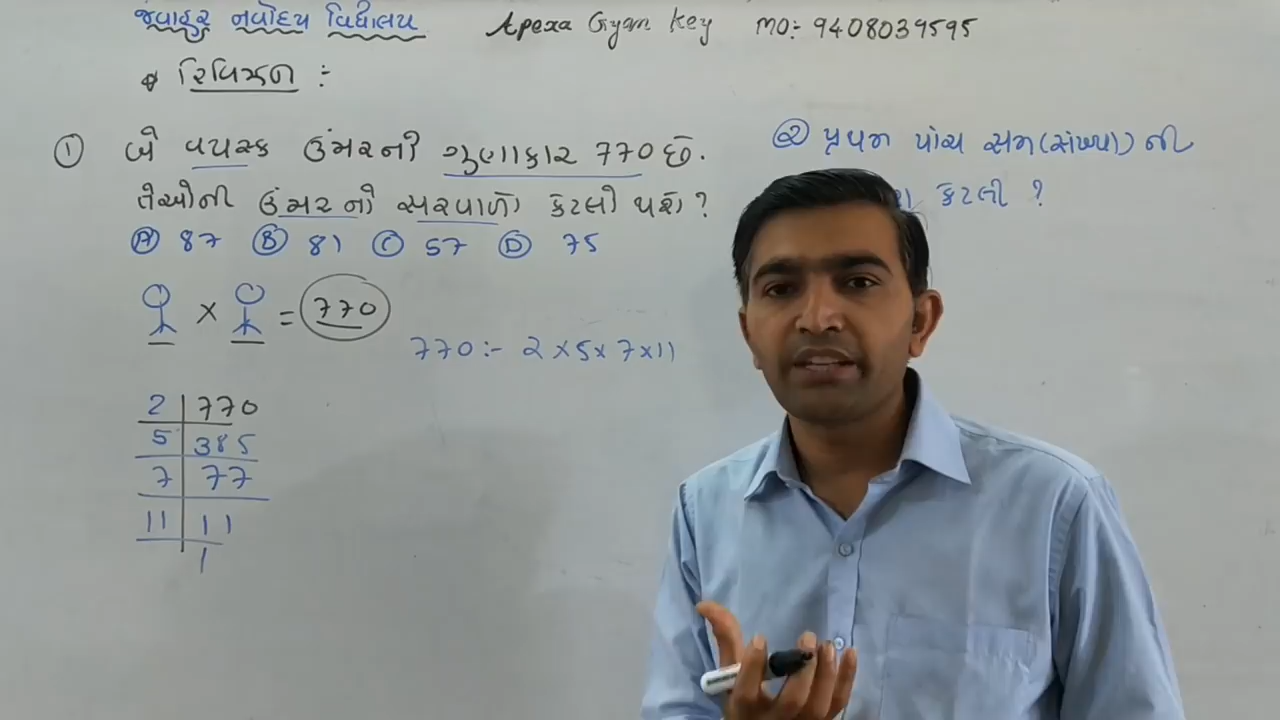 જવાહર નવોદય વિદ્યાલય Apexa Gyan Key MO:- 9408039595
રિવિઝન :-
① બે વયસ્ક ઉંમરની ગુણાકાર 770 છે.
તેઓની ઉંમરનો સરવાળો કેટલો થશે ?
Ⓐ 87 Ⓑ 81 Ⓒ 57 Ⓓ 75
× = 770
770 :- 2 × 5 × 7 × 11
2 | 770
5 | 385
7 | 77
11 | 11
1
② પ્રથમ પાંચ સમ (સંખ્યા) ની
કેટલી ?